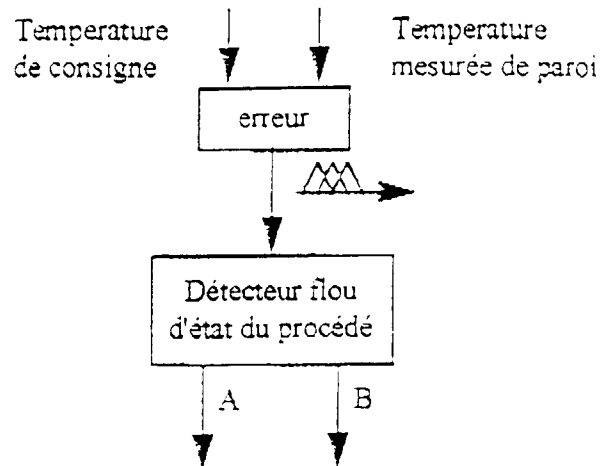 Temperature
de consigne
Temperature
mesurée de paroi
erreur
Détecteur flou
d'état du procédé
A
B